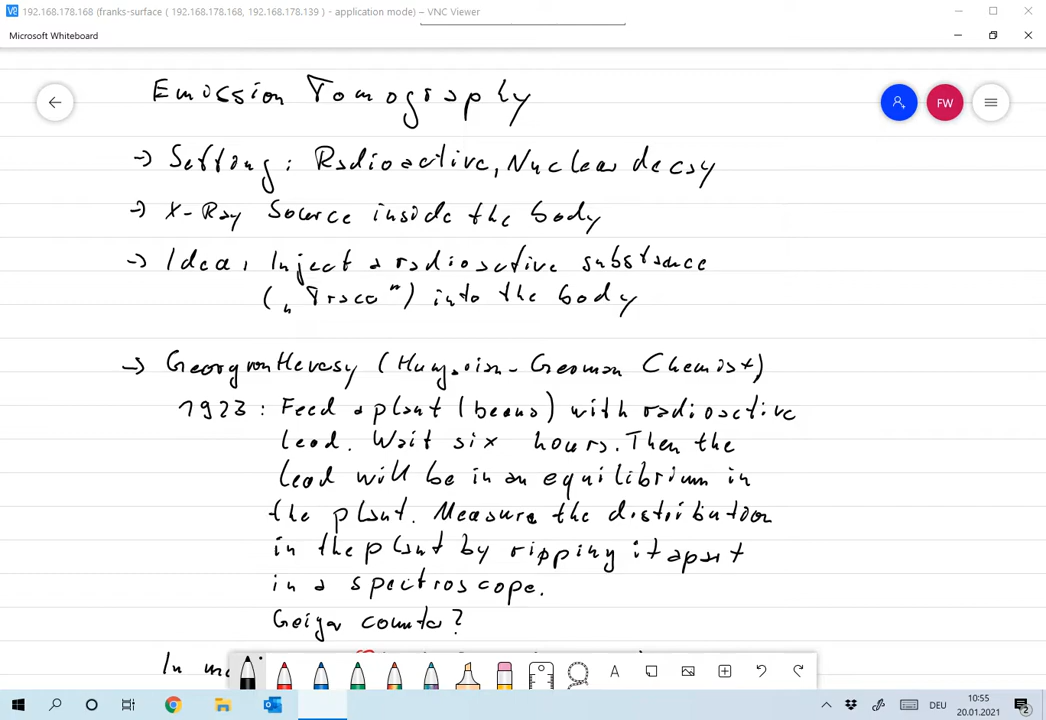 192.168.178.168 (franks-surface ( 192.168.178.168, 192.168.178.139 ) - application mode) – VNC Viewer
Microsoft Whiteboard
Emission Tomography
FW
→ Setting: Radioactive, Nuclear decay
→ X-Ray Source inside the body
→ Idea: Inject a radioactive substance
(„Tracer") into the body
→ Georg von Hevesy (Hungarian-German Chemist)
1923: Feed a plant (beans) with radioactive
lead. Wait six hours. Then the
lead will be in an equilibrium in
the plant. Measure the distribution
in the plant by ripping it apart
in a spectroscope.
Geiger counter?
In
A
DEU
10:55
20.01.2021
2